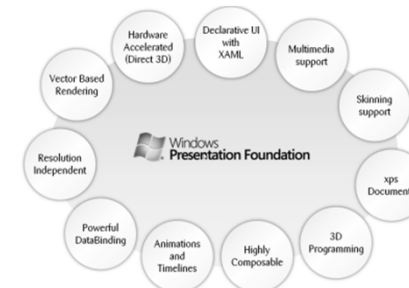 Hardware
Accelerated
(Direct 3D)
Declarative UI
with
XAML
Multimedia
support
Vector Based
Rendering
Skinning
support
Windows
Presentation Foundation
Resolution
Independent
xps
Document
Powerful
DataBinding
Animations
and
Timelines
Highly
Composable
3D
Programming